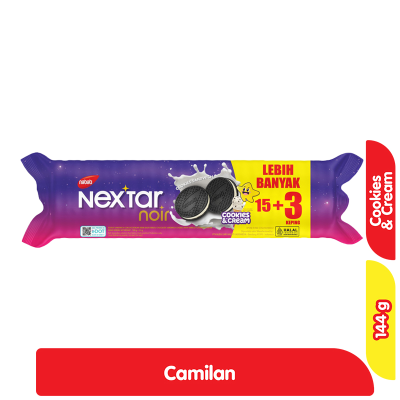 nabati
NEXTAR
noir
COOKIES
& CREAM
LEBIH
BANYAK
15 + 3
KEPING
HALAL
Cookies
& Cream
144 g
Camilan